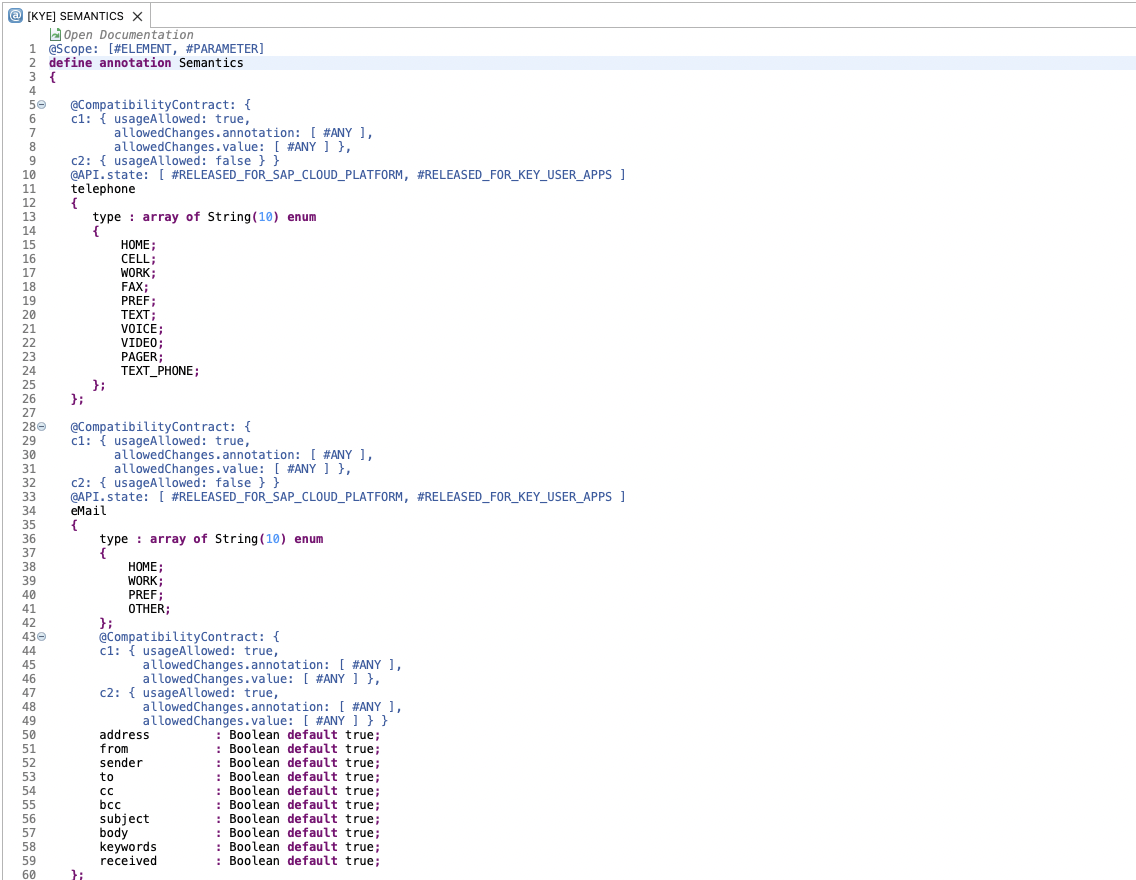 [KYE] SEMANTICS
Open Documentation
1 @Scope: [#ELEMENT, #PARAMETER]
2 define annotation Semantics
3 {
4
5 @CompatibilityContract: {
6 c1: { usageAllowed: true,
7 allowedChanges.annotation: [ #ANY ],
8 allowedChanges.value: [ #ANY ] },
9 c2: { usageAllowed: false } }
10 @API.state: [ #RELEASED_FOR_SAP_CLOUD_PLATFORM, #RELEASED_FOR_KEY_USER_APPS ]
11 telephone
12 {
13 type : array of String(10) enum
14 {
15 HOME;
16 CELL;
17 WORK;
18 FAX;
19 PREF;
20 TEXT;
21 VOICE;
22 VIDEO;
23 PAGER;
24 TEXT_PHONE;
25 };
26 };
27
28 @CompatibilityContract: {
29 c1: { usageAllowed: true,
30 allowedChanges.annotation: [ #ANY ],
31 allowedChanges.value: [ #ANY ] },
32 c2: { usageAllowed: false } }
33 @API.state: [ #RELEASED_FOR_SAP_CLOUD_PLATFORM, #RELEASED_FOR_KEY_USER_APPS ]
34 eMail
35 {
36 type : array of String(10) enum
37 {
38 HOME;
39 WORK;
40 PREF;
41 OTHER;
42 };
43 @CompatibilityContract: {
44 c1: { usageAllowed: true,
45 allowedChanges.annotation: [ #ANY ],
46 allowedChanges.value: [ #ANY ] },
47 c2: { usageAllowed: true,
48 allowedChanges.annotation: [ #ANY ],
49 allowedChanges.value: [ #ANY ] } }
50 address : Boolean default true;
51 from : Boolean default true;
52 sender : Boolean default true;
53 to : Boolean default true;
54 cc : Boolean default true;
55 bcc : Boolean default true;
56 subject : Boolean default true;
57 body : Boolean default true;
58 keywords : Boolean default true;
59 received : Boolean default true;
60 };